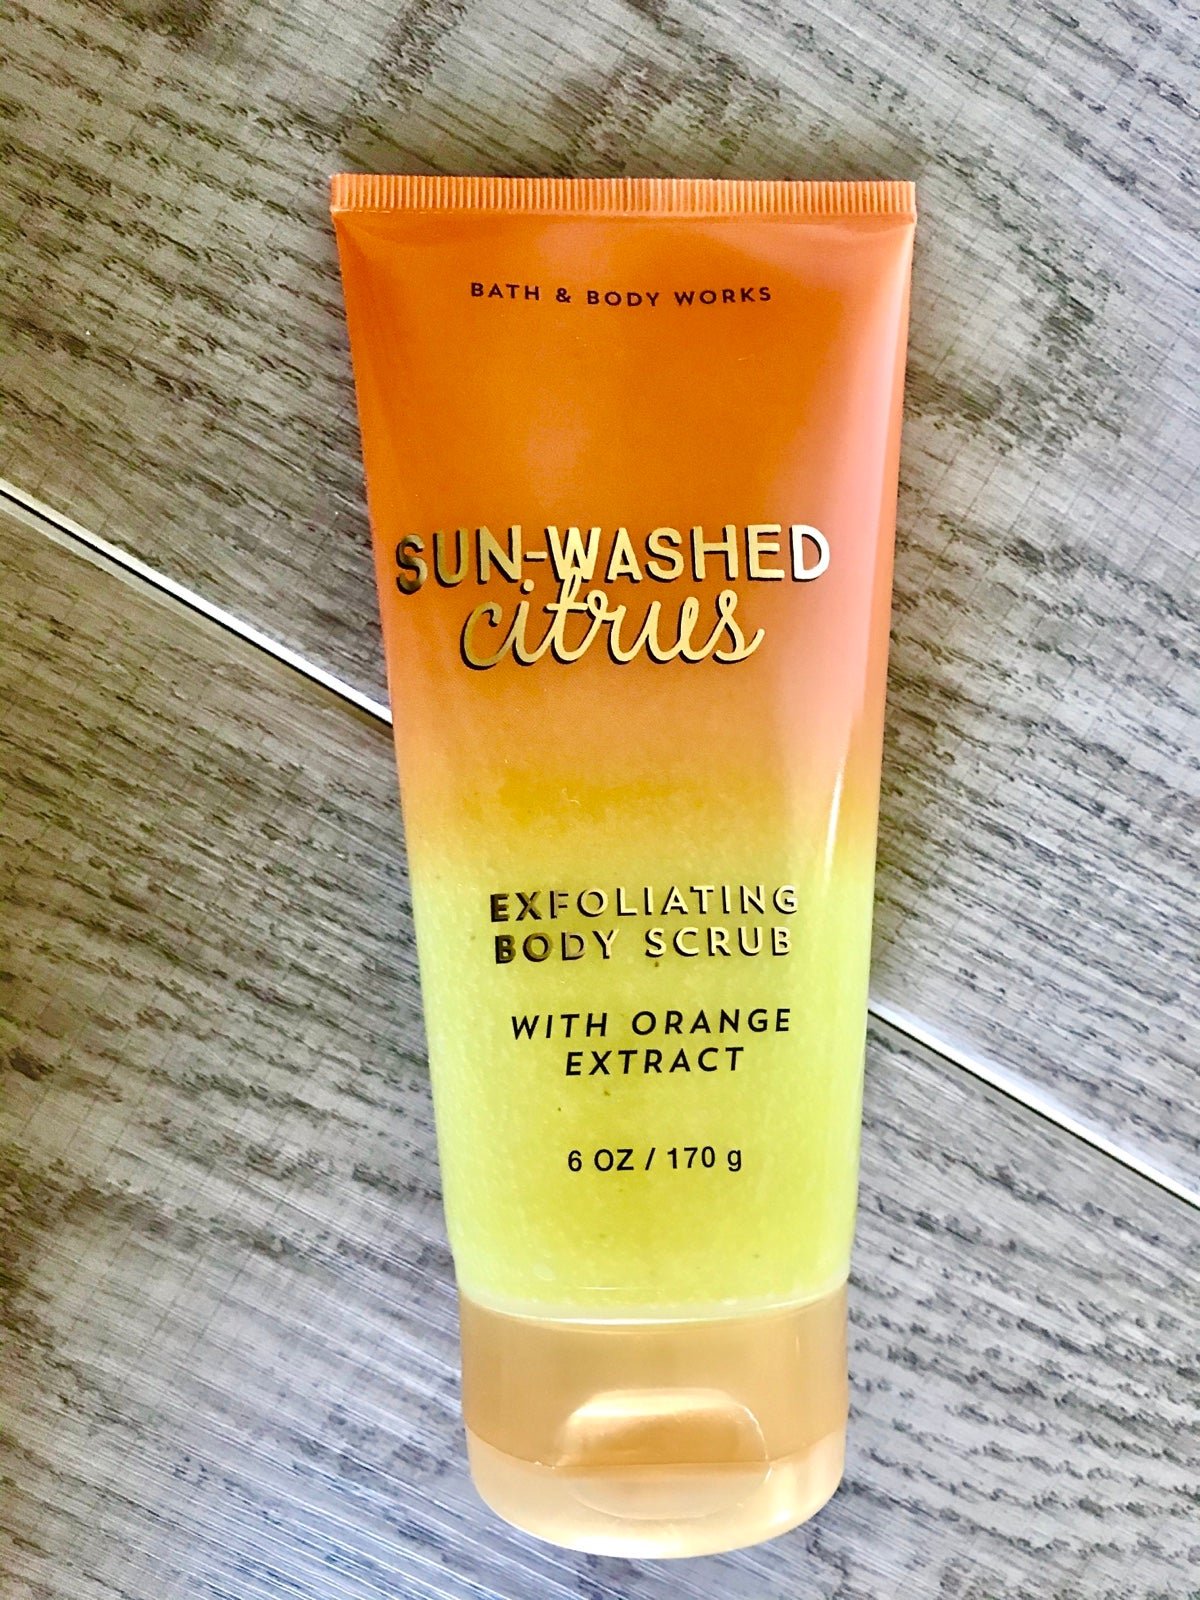 BATH & BODY WORKS
SUN-WASHED
citrus
EXFOLIATING
BODY SCRUB
WITH ORANGE
EXTRACT
6 OZ / 170 g